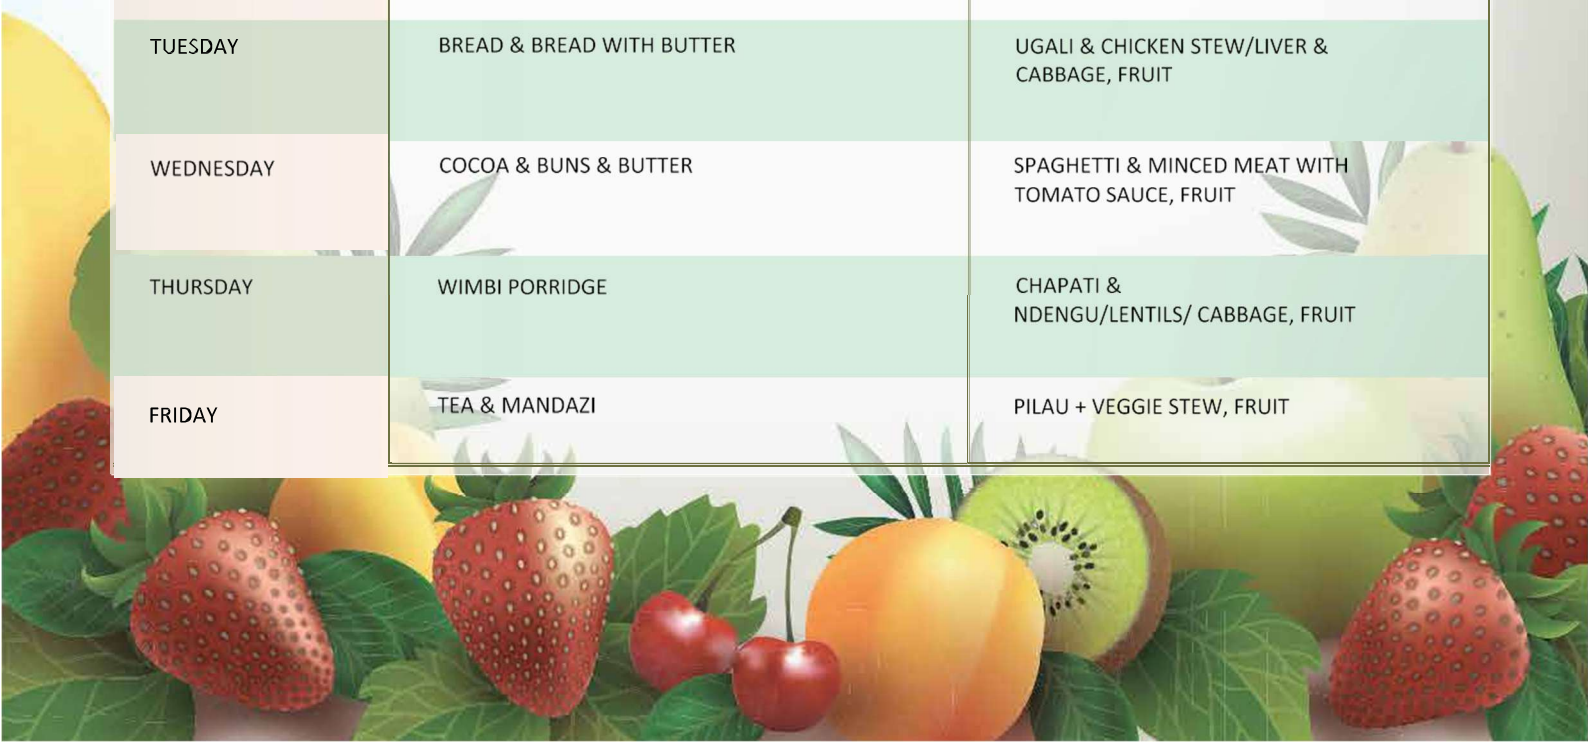 TUESDAY
BREAD & BREAD WITH BUTTER
UGALI & CHICKEN STEW/LIVER &
CABBAGE, FRUIT
WEDNESDAY
COCOA & BUNS & BUTTER
SPAGHETTI & MINCED MEAT WITH
TOMATO SAUCE, FRUIT
THURSDAY
WIMBI PORRIDGE
CHAPATI &
NDENGU/LENTILS/ CABBAGE, FRUIT
FRIDAY
TEA & MANDAZI
PILAU + VEGGIE STEW, FRUIT